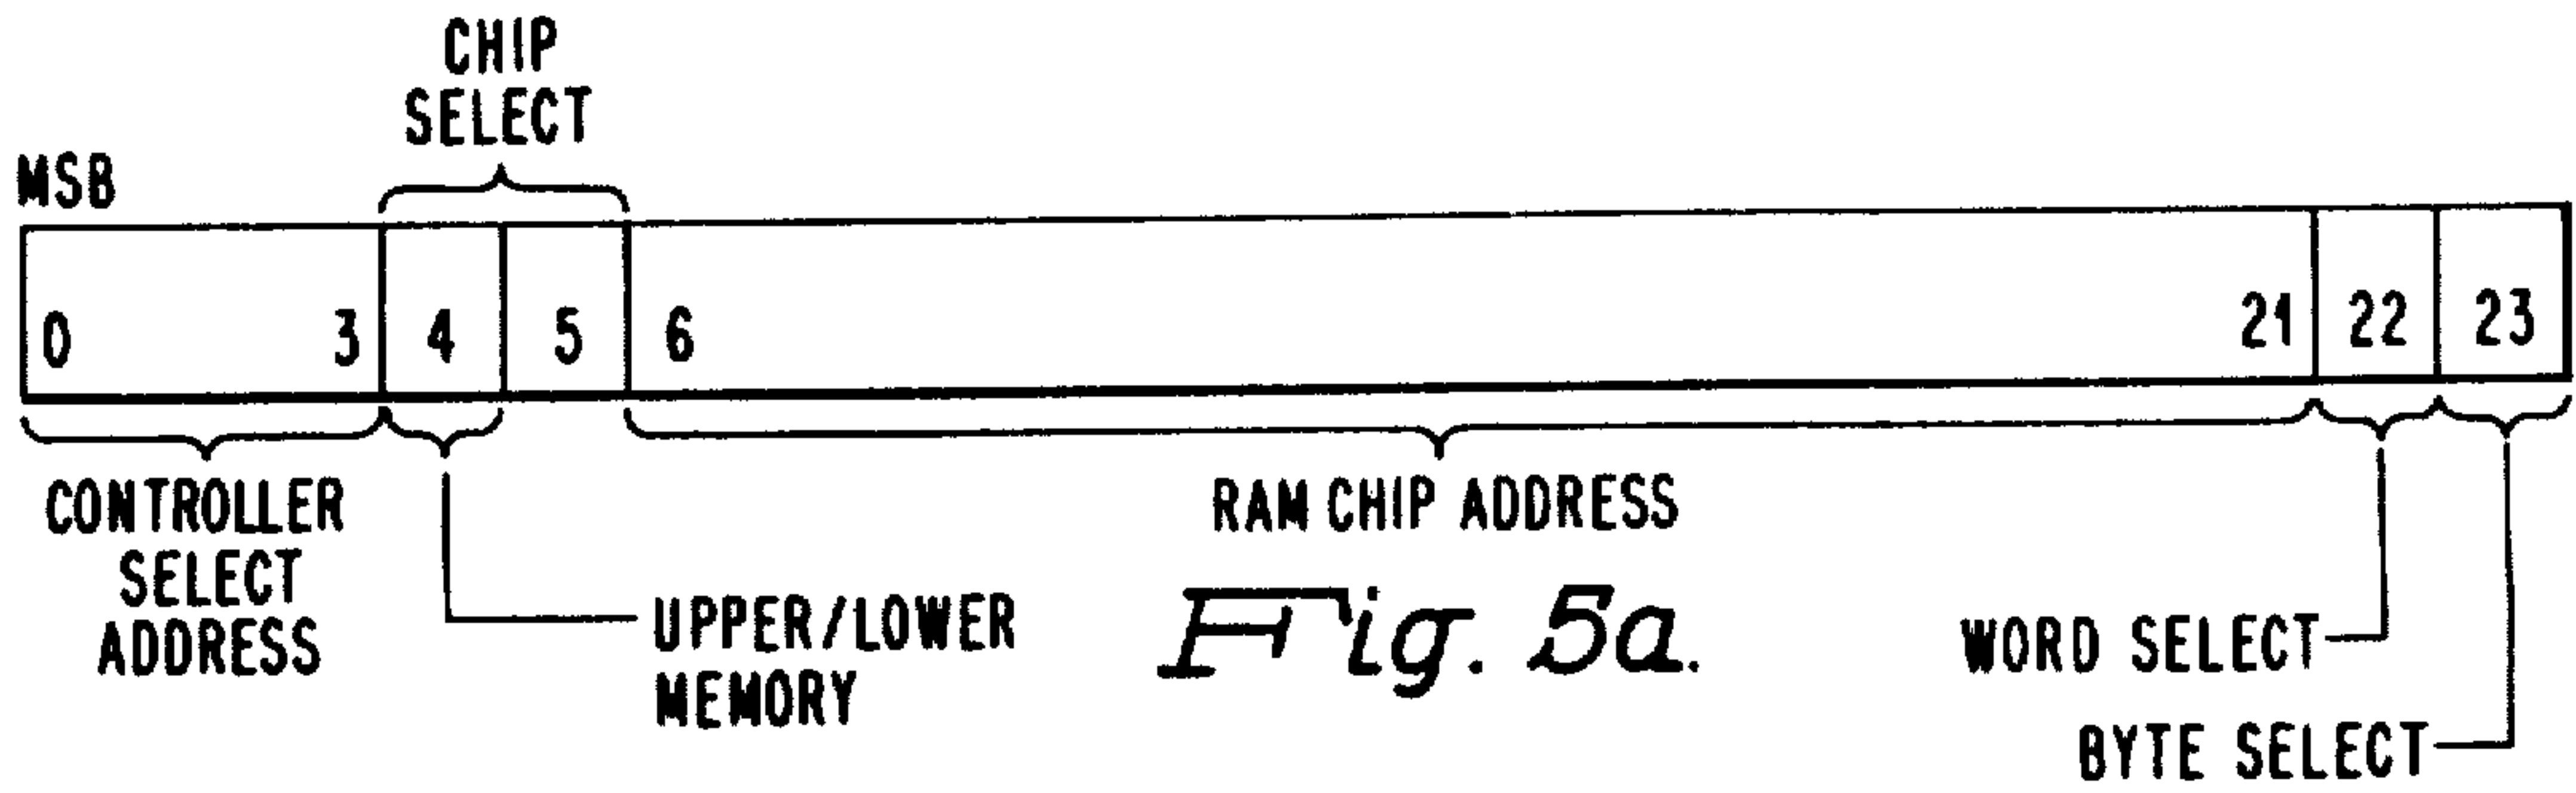 CHIP
SELECT
MSB
0 3 4 5 6 21 22 23
CONTROLLER
SELECT
ADDRESS
UPPER/LOWER
MEMORY
RAM CHIP ADDRESS
Fig. 5a.
WORD SELECT
BYTE SELECT